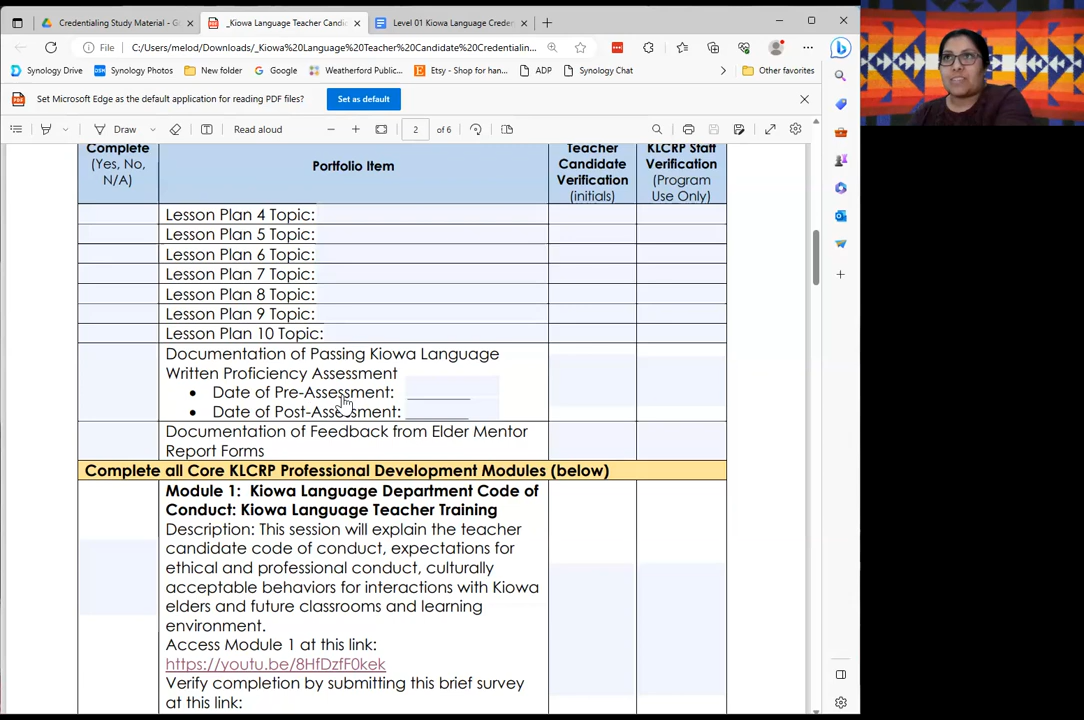 Credentialing Study Material - G
_Kiowa Language Teacher Candi
Level 01 Kiowa Language Creder
File
C:/Users/melod/Downloads/_Kiowa%20Language%20Teacher%20Candidate%20Credentialin...
Synology Drive
DSM
Synology Photos
New folder
Google
Weatherford Public...
Etsy - Shop for han...
ADP
Synology Chat
Other favorites
Set Microsoft Edge as the default application for reading PDF files?
Set as default
Draw
Read aloud
2
of 6
Complete
(Yes, No,
N/A)
Portfolio Item
Teacher
Candidate
Verification
(initials)
KLCRP Staff
Verification
(Program
Use Only)
Lesson Plan 4 Topic:
Lesson Plan 5 Topic:
Lesson Plan 6 Topic:
Lesson Plan 7 Topic:
Lesson Plan 8 Topic:
Lesson Plan 9 Topic:
Lesson Plan 10 Topic:
Documentation of Passing Kiowa Language
Written Proficiency Assessment
• Date of Pre-Assessment:
• Date of Post-Assessment:
Documentation of Feedback from Elder Mentor
Report Forms
Complete all Core KLCRP Professional Development Modules (below)
Module 1: Kiowa Language Department Code of
Conduct: Kiowa Language Teacher Training
Description: This session will explain the teacher
candidate code of conduct, expectations for
ethical and professional conduct, culturally
acceptable behaviors for interactions with Kiowa
elders and future classrooms and learning
environment.
Access Module 1 at this link:
https://youtu.be/8HfDzfF0kek
Verify completion by submitting this brief survey
at this link: